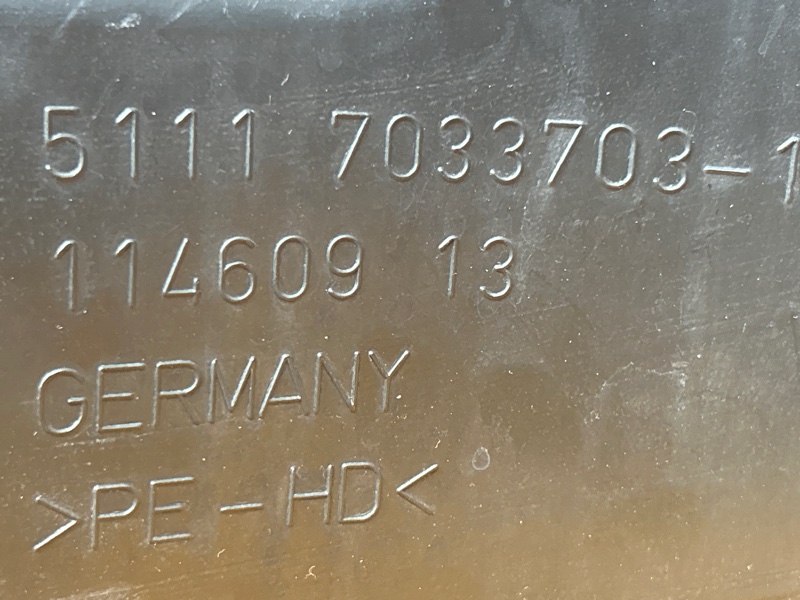 5111 7033703-1
114609 13
GERMANY
>PE-HD<